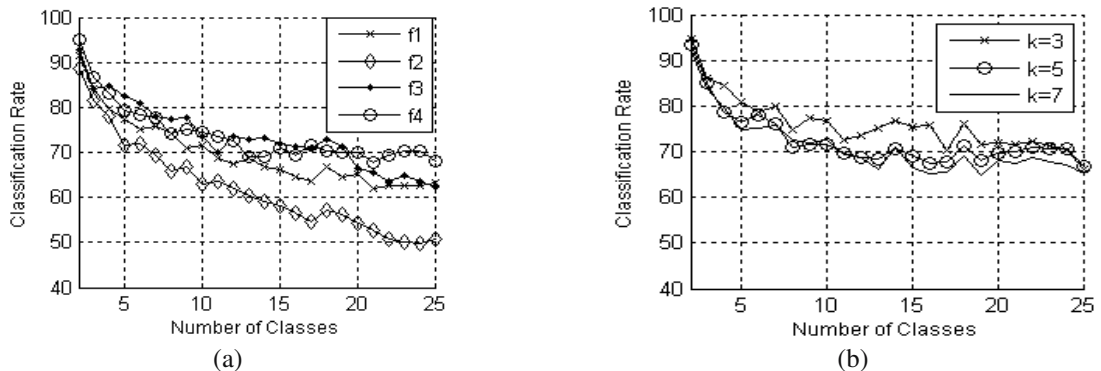 100
90
80
70
60
50
40
5
10
15
20
25
Classification Rate
Number of Classes
f1
f2
f3
f4
(a)
100
90
80
70
60
50
40
5
10
15
20
25
Classification Rate
Number of Classes
k=3
k=5
k=7
(b)